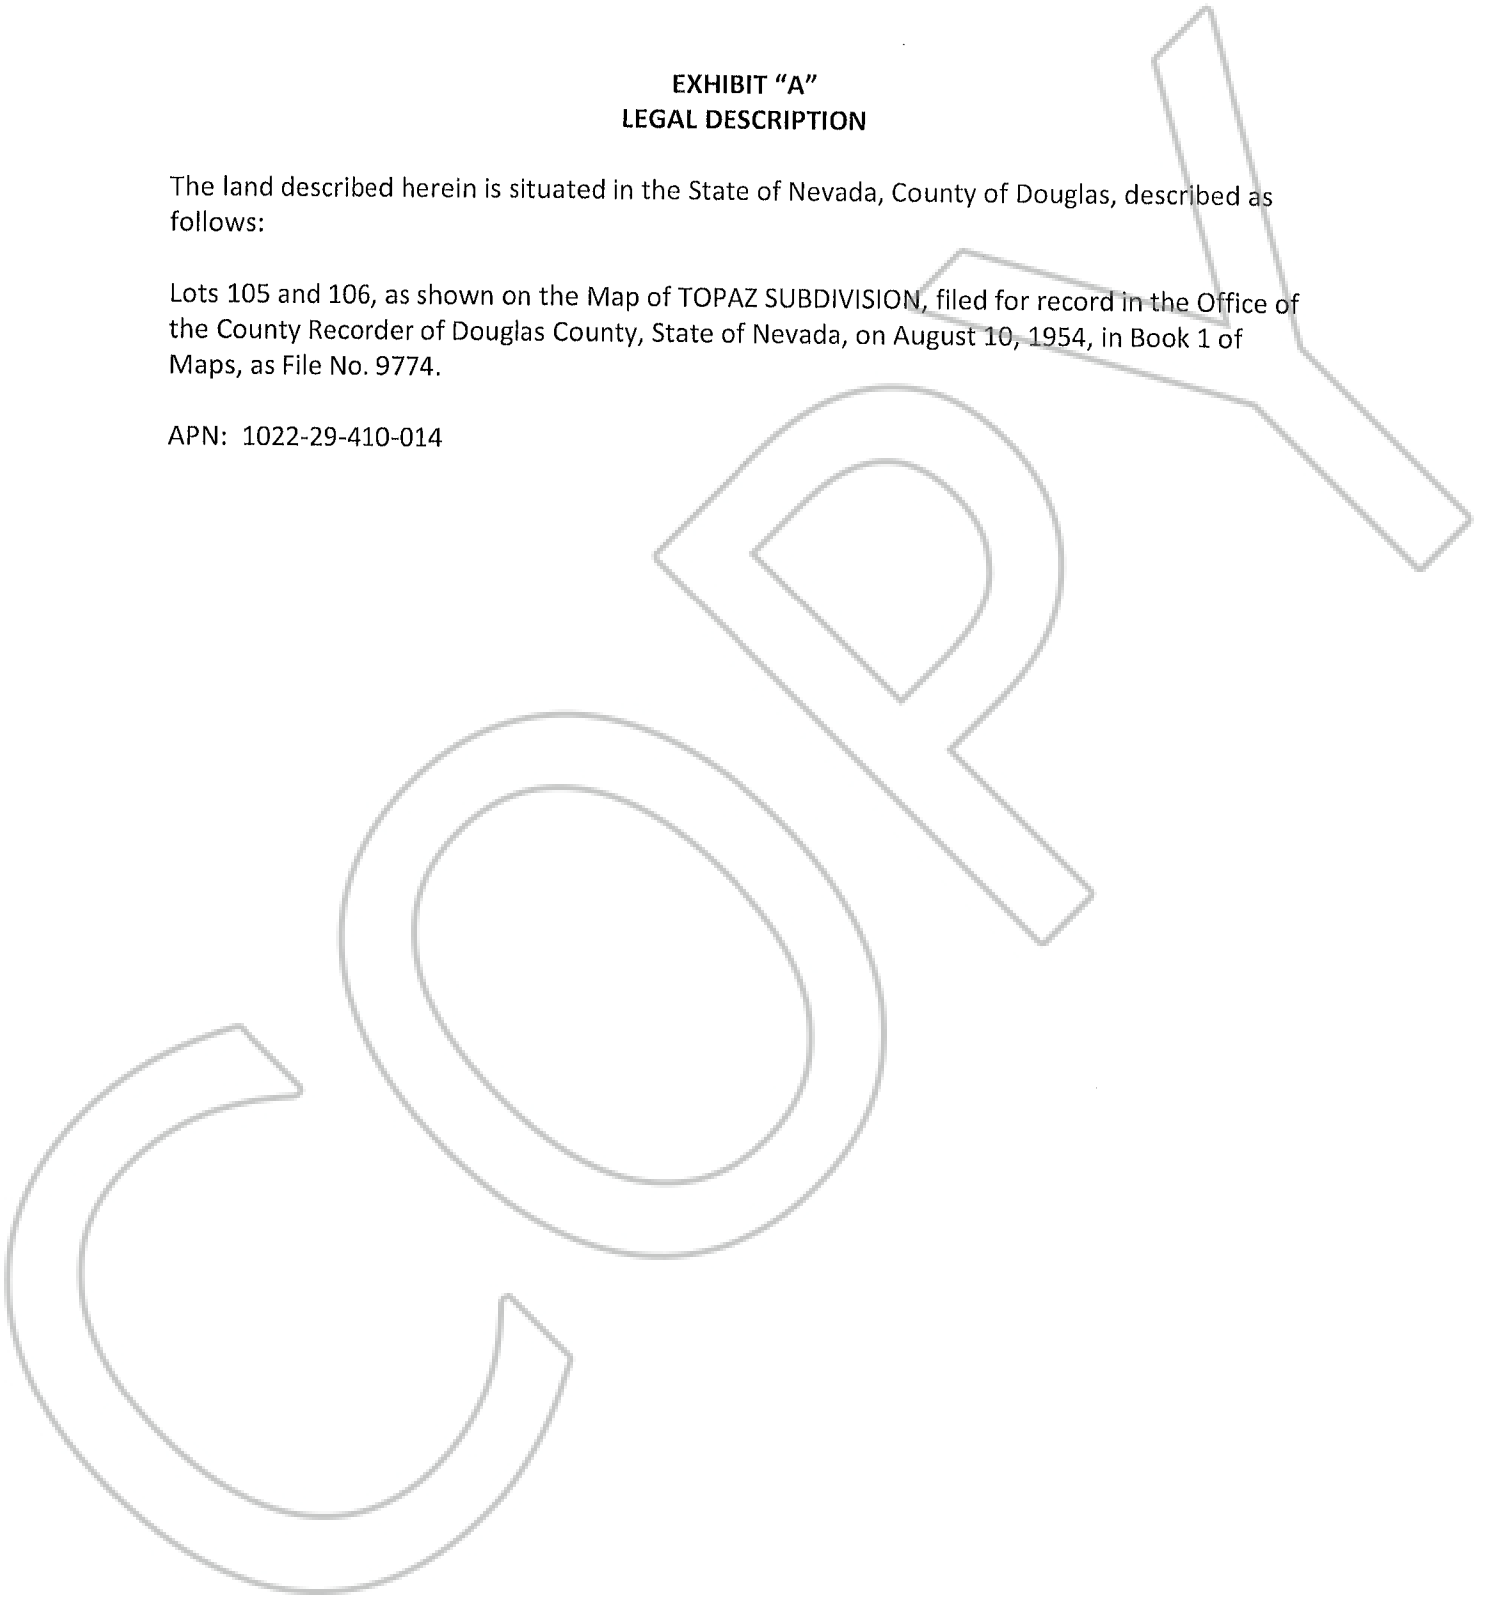 EXHIBIT “A”
LEGAL DESCRIPTION
The land described herein is situated in the State of Nevada, County of Douglas, described as
follows:
Lots 105 and 106, as shown on the Map of TOPAZ SUBDIVISION, filed for record in the Office of
the County Recorder of Douglas County, State of Nevada, on August 10, 1954, in Book 1 of
Maps, as File No. 9774.
APN:  1022-29-410-014
COPY